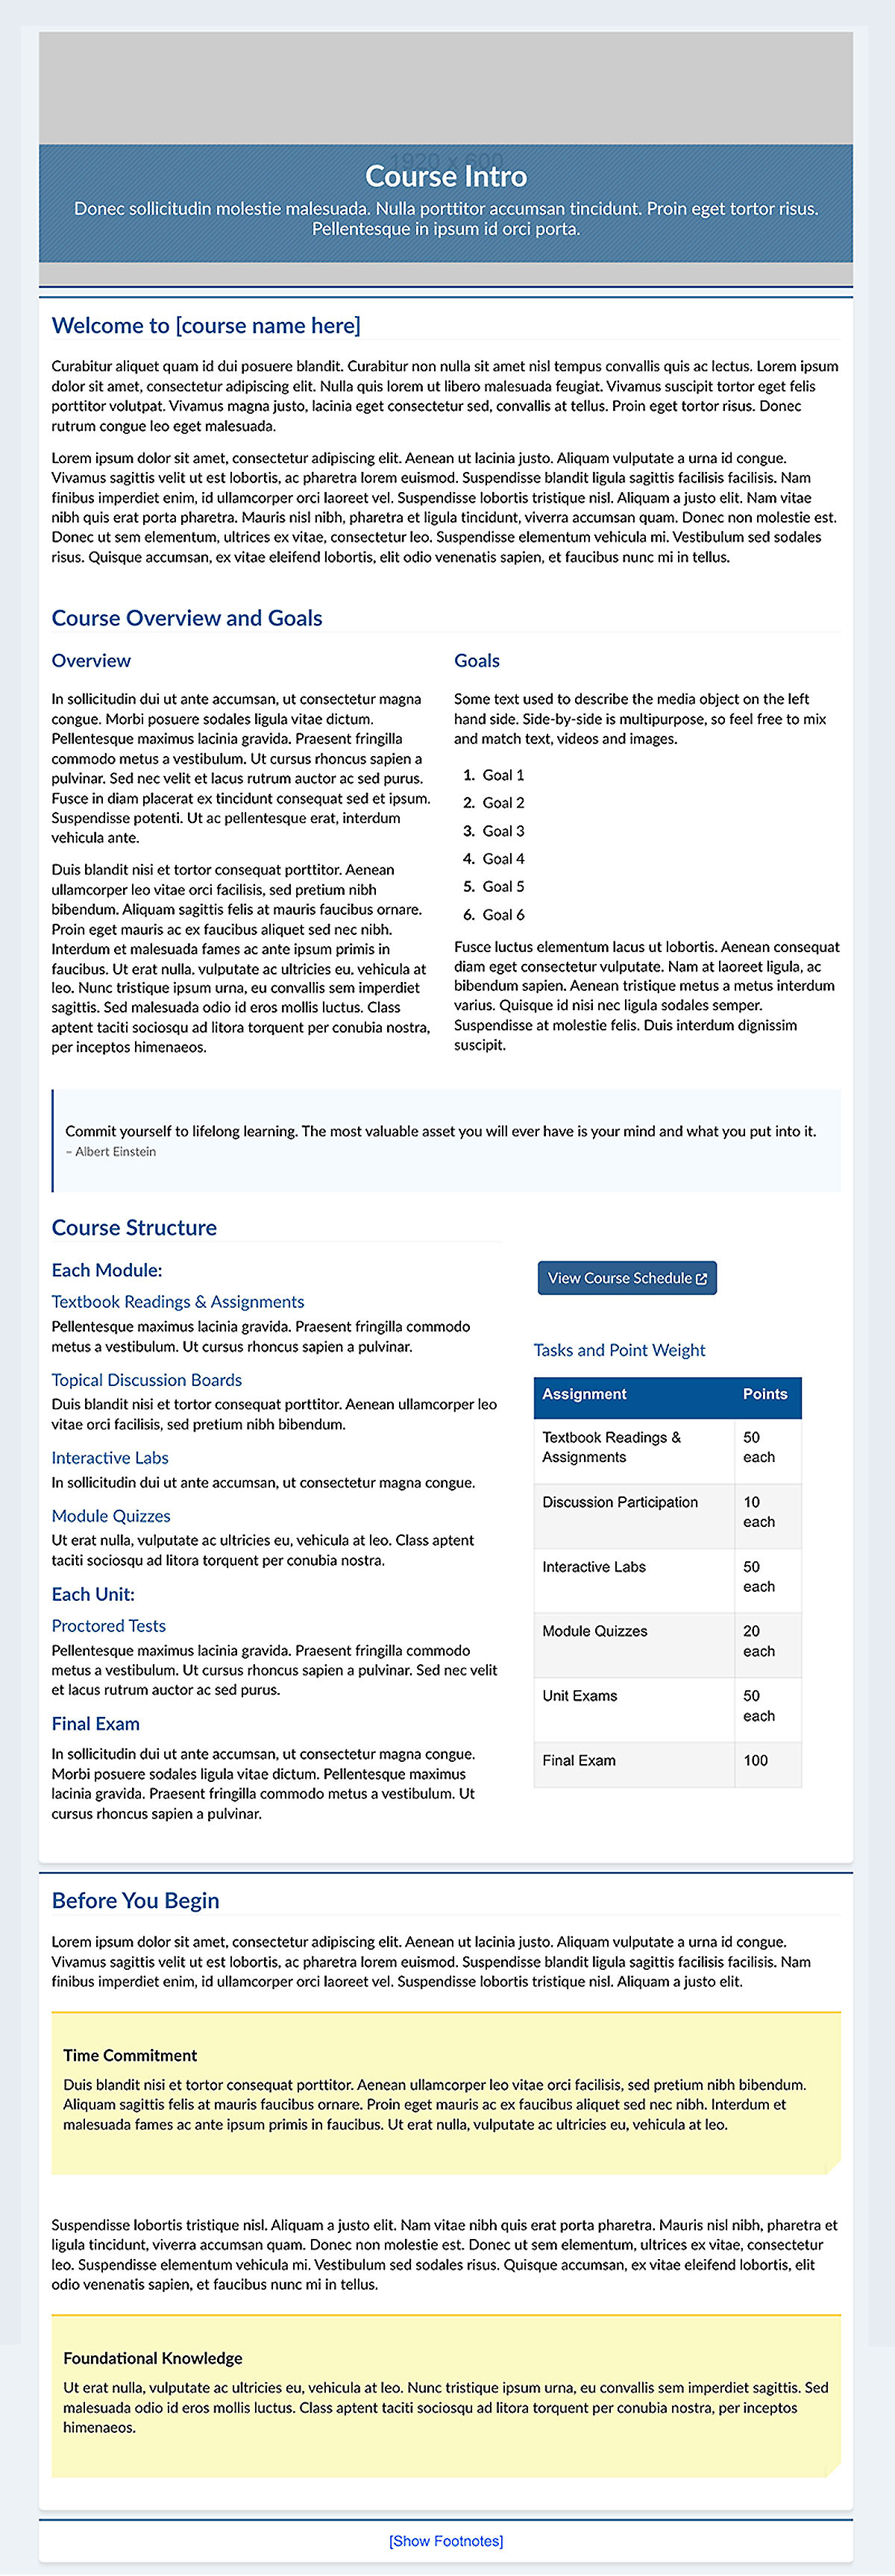 1920 x 600
Course Intro
Donec sollicitudin molestie malesuada. Nulla porttitor accumsan tincidunt. Proin eget tortor risus.
Pellentesque in ipsum id orci porta.
Welcome to [course name here]
Curabitur aliquet quam id dui posuere blandit. Curabitur non nulla sit amet nisl tempus convallis quis ac lectus. Lorem ipsum
dolor sit amet, consectetur adipiscing elit. Nulla quis lorem ut libero malesuada feugiat. Vivamus suscipit tortor eget felis
porttitor volutpat. Vivamus magna justo, lacinia eget consectetur sed, convallis at tellus. Proin eget tortor risus. Donec
rutrum congue leo eget malesuada.
Lorem ipsum dolor sit amet, consectetur adipiscing elit. Aenean ut lacinia justo. Aliquam vulputate a urna id congue.
Vivamus sagittis velit ut est lobortis, ac pharetra lorem euismod. Suspendisse blandit ligula sagittis facilisis facilisis. Nam
finibus imperdiet enim, id ullamcorper orci laoreet vel. Suspendisse lobortis tristique nisl. Aliquam a justo elit. Nam vitae
nibh quis erat porta pharetra. Mauris nisl nibh, pharetra et ligula tincidunt, viverra accumsan quam. Donec non molestie est.
Donec ut sem elementum, ultrices ex vitae, consectetur leo. Suspendisse elementum vehicula mi. Vestibulum sed sodales
risus. Quisque accumsan, ex vitae eleifend lobortis, elit odio venenatis sapien, et faucibus nunc mi in tellus.
Course Overview and Goals
Overview
In sollicitudin dui ut ante accumsan, ut consectetur magna
congue. Morbi posuere sodales ligula vitae dictum.
Pellentesque maximus lacinia gravida. Praesent fringilla
commodo metus a vestibulum. Ut cursus rhoncus sapien a
pulvinar. Sed nec velit et lacus rutrum auctor ac sed purus.
Fusce in diam placerat ex tincidunt consequat sed et ipsum.
Suspendisse potenti. Ut ac pellentesque erat, interdum
vehicula ante.
Duis blandit nisi et tortor consequat porttitor. Aenean
ullamcorper leo vitae orci facilisis, sed pretium nibh
bibendum. Aliquam sagittis felis at mauris faucibus ornare.
Proin eget mauris ac ex faucibus aliquet sed nec nibh.
Interdum et malesuada fames ac ante ipsum primis in
faucibus. Ut erat nulla, vulputate ac ultricies eu, vehicula at
leo. Nunc tristique ipsum urna, eu convallis sem imperdiet
sagittis. Sed malesuada odio id eros mollis luctus. Class
aptent taciti sociosqu ad litora torquent per conubia nostra,
per inceptos himenaeos.
Goals
Some text used to describe the media object on the left
hand side. Side-by-side is multipurpose, so feel free to mix
and match text, videos and images.
1. Goal 1
2. Goal 2
3. Goal 3
4. Goal 4
5. Goal 5
6. Goal 6
Fusce luctus elementum lacus ut lobortis. Aenean consequat
diam eget consectetur vulputate. Nam at laoreet ligula, ac
bibendum sapien. Aenean tristique metus a metus interdum
varius. Quisque id nisi nec ligula sodales semper.
Suspendisse at molestie felis. Duis interdum dignissim
suscipit.
Commit yourself to lifelong learning. The most valuable asset you will ever have is your mind and what you put into it.
– Albert Einstein
Course Structure
Each Module:
Textbook Readings & Assignments
Pellentesque maximus lacinia gravida. Praesent fringilla commodo
metus a vestibulum. Ut cursus rhoncus sapien a pulvinar.
Topical Discussion Boards
Duis blandit nisi et tortor consequat porttitor. Aenean ullamcorper leo
vitae orci facilisis, sed pretium nibh bibendum.
Interactive Labs
In sollicitudin dui ut ante accumsan, ut consectetur magna congue.
Module Quizzes
Ut erat nulla, vulputate ac ultricies eu, vehicula at leo. Class aptent
taciti sociosqu ad litora torquent per conubia nostra.
Each Unit:
Proctored Tests
Pellentesque maximus lacinia gravida. Praesent fringilla commodo
metus a vestibulum. Ut cursus rhoncus sapien a pulvinar. Sed nec velit
et lacus rutrum auctor ac sed purus.
Final Exam
In sollicitudin dui ut ante accumsan, ut consectetur magna congue.
Morbi posuere sodales ligula vitae dictum. Pellentesque maximus
lacinia gravida. Praesent fringilla commodo metus a vestibulum. Ut
cursus rhoncus sapien a pulvinar.
View Course Schedule
Tasks and Point Weight
Assignment Points
Textbook Readings & 50
Assignments each
Discussion Participation 10
each
Interactive Labs 50
each
Module Quizzes 20
each
Unit Exams 50
each
Final Exam 100
Before You Begin
Lorem ipsum dolor sit amet, consectetur adipiscing elit. Aenean ut lacinia justo. Aliquam vulputate a urna id congue.
Vivamus sagittis velit ut est lobortis, ac pharetra lorem euismod. Suspendisse blandit ligula sagittis facilisis facilisis. Nam
finibus imperdiet enim, id ullamcorper orci laoreet vel. Suspendisse lobortis tristique nisl. Aliquam a justo elit.
Time Commitment
Duis blandit nisi et tortor consequat porttitor. Aenean ullamcorper leo vitae orci facilisis, sed pretium nibh bibendum.
Aliquam sagittis felis at mauris faucibus ornare. Proin eget mauris ac ex faucibus aliquet sed nec nibh. Interdum et
malesuada fames ac ante ipsum primis in faucibus. Ut erat nulla, vulputate ac ultricies eu, vehicula at leo.
Suspendisse lobortis tristique nisl. Aliquam a justo elit. Nam vitae nibh quis erat porta pharetra. Mauris nisl nibh, pharetra et
ligula tincidunt, viverra accumsan quam. Donec non molestie est. Donec ut sem elementum, ultrices ex vitae, consectetur
leo. Suspendisse elementum vehicula mi. Vestibulum sed sodales risus. Quisque accumsan, ex vitae eleifend lobortis, elit
odio venenatis sapien, et faucibus nunc mi in tellus.
Foundational Knowledge
Ut erat nulla, vulputate ac ultricies eu, vehicula at leo. Nunc tristique ipsum urna, eu convallis sem imperdiet sagittis. Sed
malesuada odio id eros mollis luctus. Class aptent taciti sociosqu ad litora torquent per conubia nostra, per inceptos
himenaeos.
[Show Footnotes]